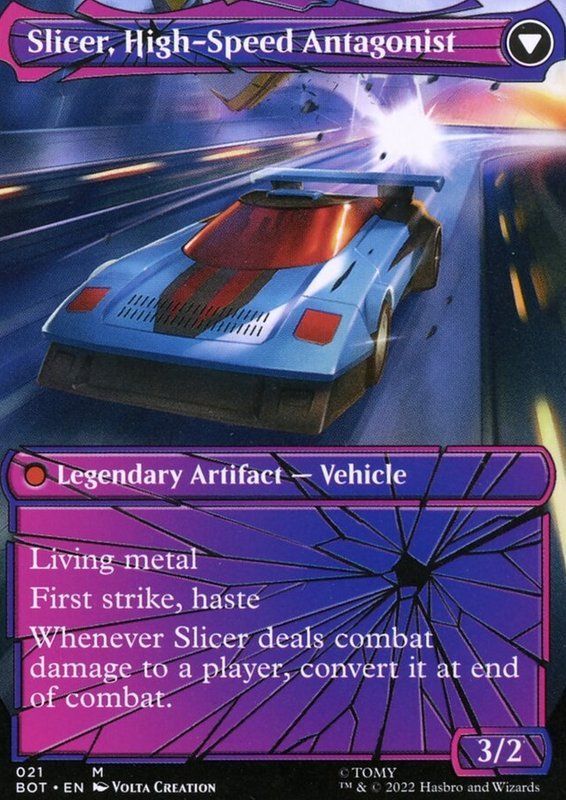 Slicer, High-Speed Antagonist
Legendary Artifact — Vehicle
Living metal
First strike, haste
Whenever Slicer deals combat
damage to a player, convert it at end
of combat.
3/2
021 M
BOT • EN VOLTA CREATION
© TOMY
™ & © 2022 Hasbro and Wizards